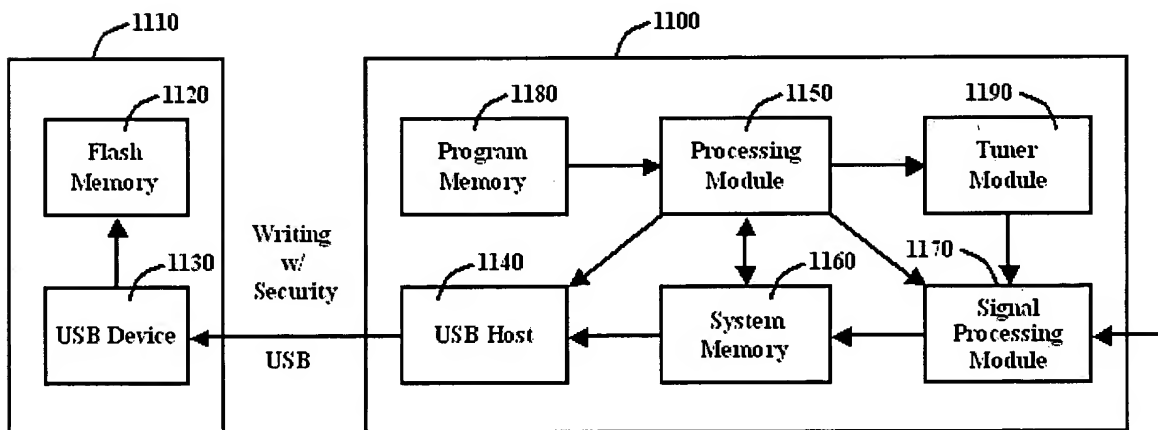 1110
1100
1120
1180
1150
1190
Flash
Memory
Program
Memory
Processing
Module
Tuner
Module
Writing
w/
Security
1130
1140
1160
1170
USB Device
USB Host
System
Memory
Signal
Processing
Module
USB